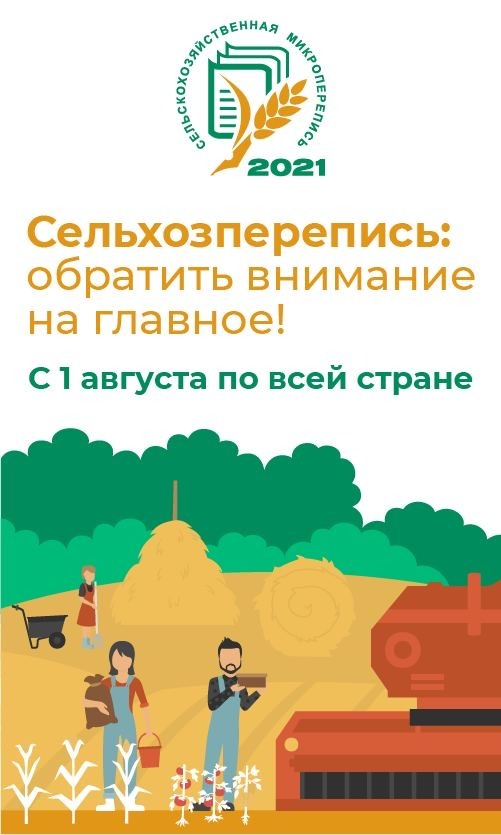 СЕЛЬСКОХОЗЯЙСТВЕННАЯ МИКРОПЕРЕПИСЬ
2021
Сельхозперепись:
обратить внимание
на главное!
С 1 августа по всей стране